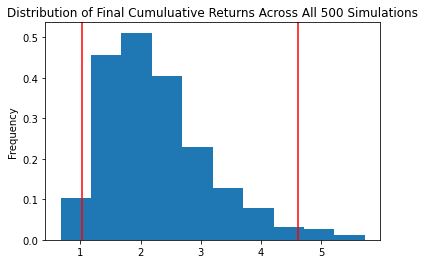 Distribution of Final Cumuluative Returns Across All 500 Simulations
Frequency
0.5
0.4
0.3
0.2
0.1
0.0
1 2 3 4 5